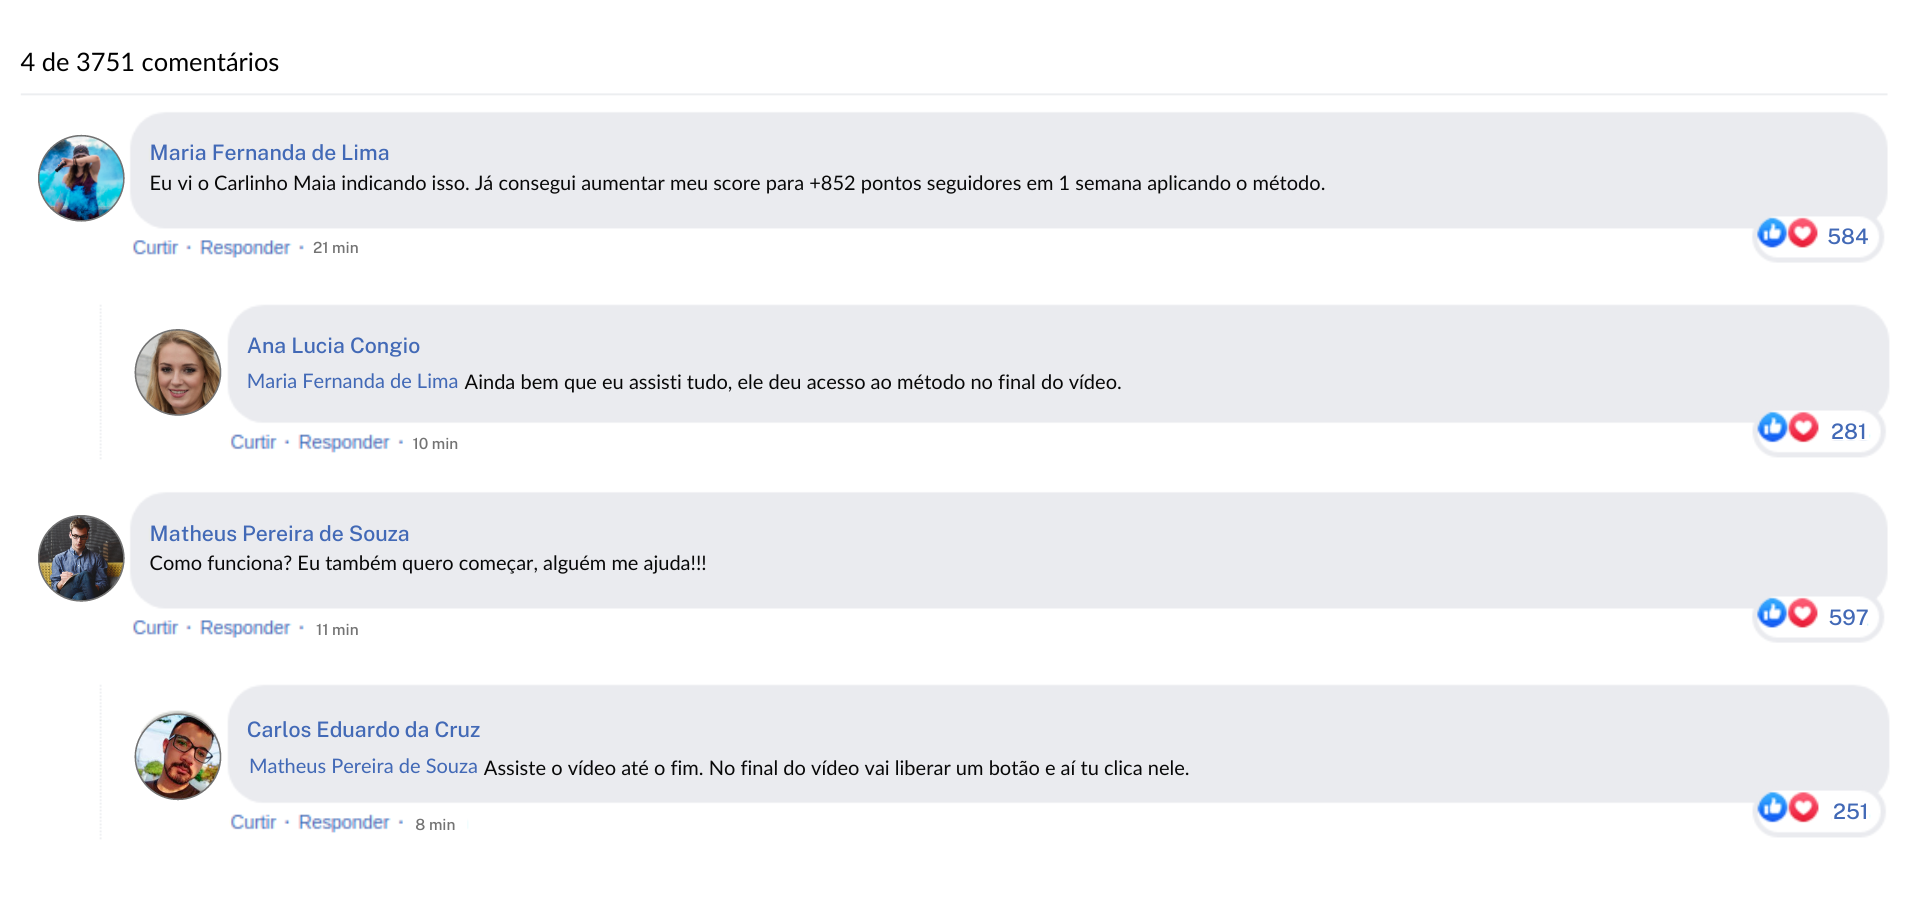 4 de 3751 comentários
Maria Fernanda de Lima
Eu vi o Carlinho Maia indicando isso. Já consegui aumentar meu score para +852 pontos seguidores em 1 semana aplicando o método.
Curtir · Responder · 21 min
584
Ana Lucia Congio
Maria Fernanda de Lima Ainda bem que eu assisti tudo, ele deu acesso ao método no final do vídeo.
Curtir · Responder · 10 min
281
Matheus Pereira de Souza
Como funciona? Eu também quero começar, alguém me ajuda!!!
Curtir · Responder · 11 min
597
Carlos Eduardo da Cruz
Matheus Pereira de Souza Assiste o vídeo até o fim. No final do vídeo vai liberar um botão e aí tu clica nele.
Curtir · Responder · 8 min
251